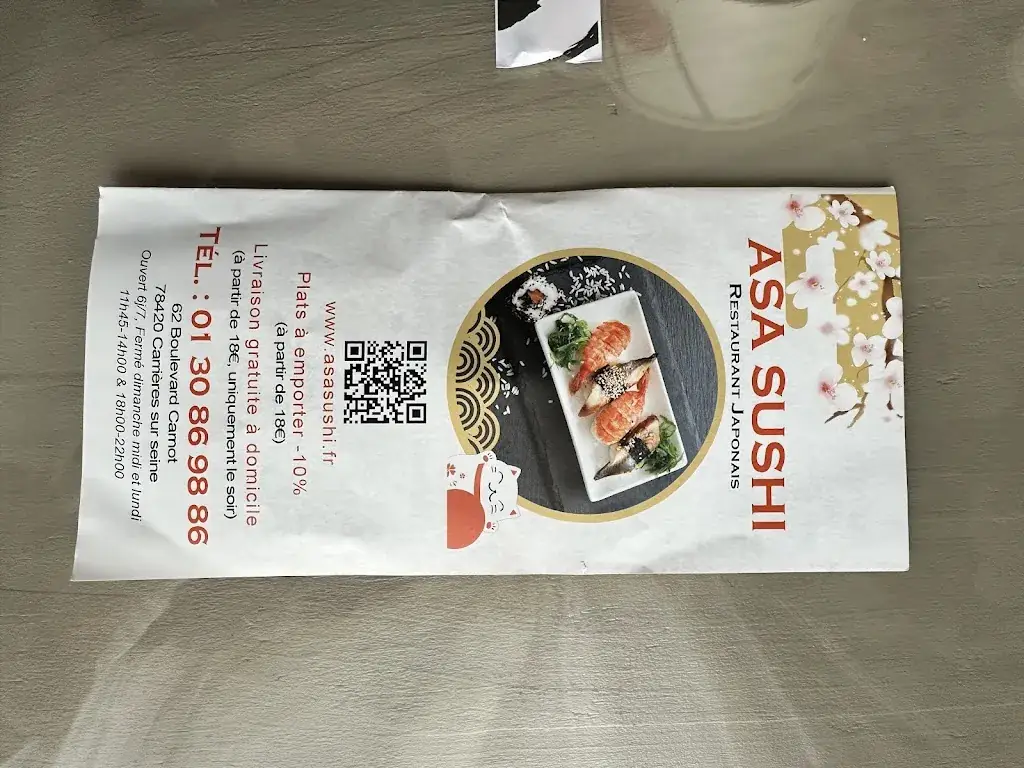 ASA SUSHI
RESTAURANT JAPONAIS
www.asasushi.fr
Plats à emporter -10%
(à partir de 18€)
Livraison gratuite à domicile
(à partir de 18€, uniquement le soir)
TÉL. : 01 30 86 98 86
62 Boulevard Carnot
78420 Carrières sur seine
Ouvert 6j/7, Fermé dimanche midi et lundi
11h45-14h00 & 18h00-22h00